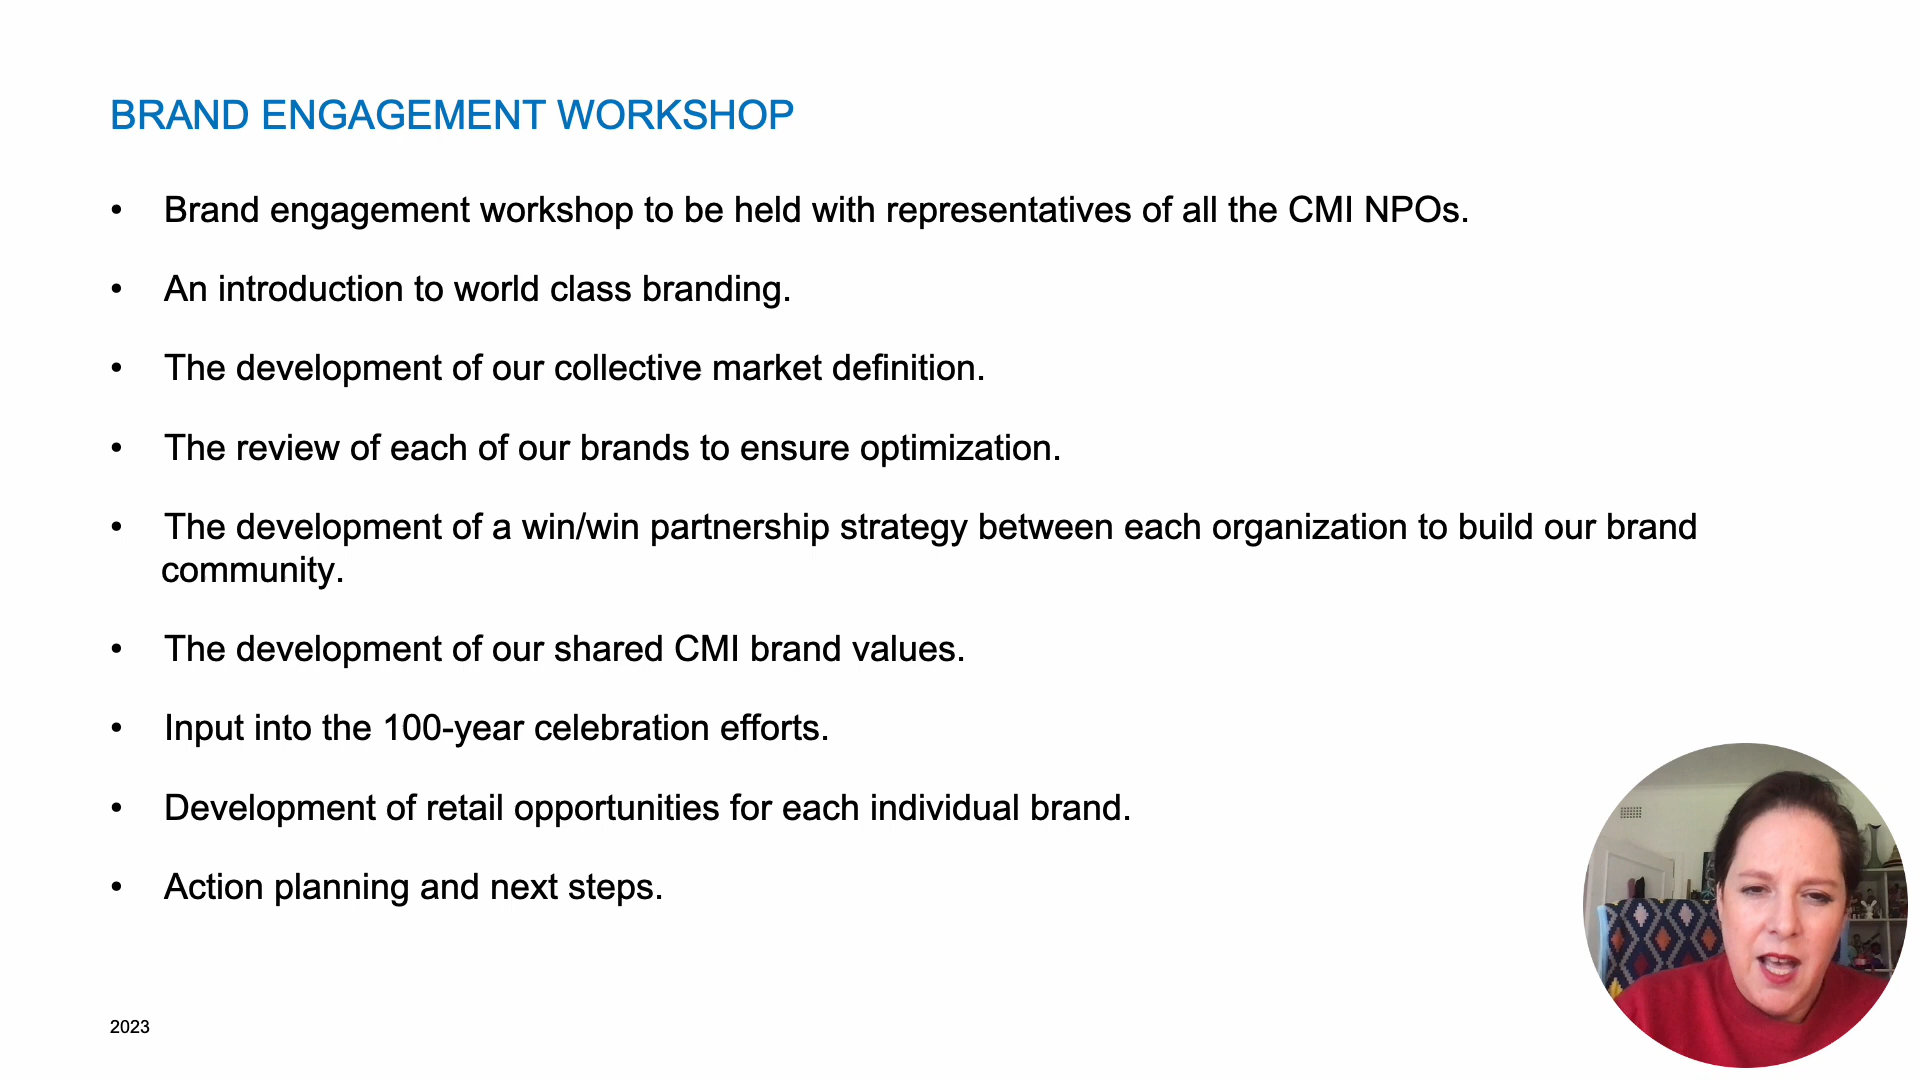 BRAND ENGAGEMENT WORKSHOP
• Brand engagement workshop to be held with representatives of all the CMI NPOs.
• An introduction to world class branding.
• The development of our collective market definition.
• The review of each of our brands to ensure optimization.
• The development of a win/win partnership strategy between each organization to build our brand
community.
• The development of our shared CMI brand values.
• Input into the 100-year celebration efforts.
• Development of retail opportunities for each individual brand.
• Action planning and next steps.
2023